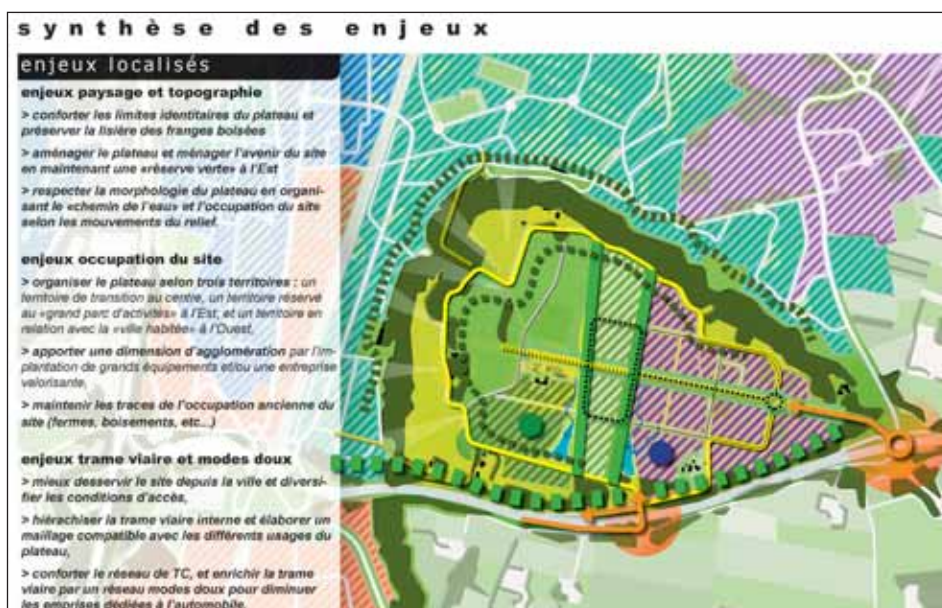 synthèse des enjeux
enjeux localisés
enjeux paysage et topographie
> conforter les limites identitaires du plateau et
préserver la lisière des franges boisées
> aménager le plateau et ménager l'avenir du site
en maintenant une «réserve verte» à l'Est
> respecter la morphologie du plateau en organi-
sant le «chemin de l'eau» et l'occupation du site
selon les mouvements du relief.
enjeux occupation du site
> organiser le plateau selon trois territoires : un
territoire de transition au centre, un territoire réservé
au «grand parc d'activités» à l'Est, et un territoire en
relation avec la «ville habitée» à l'Ouest,
> apporter une dimension d'agglomération par l'im-
plantation de grands équipements et/ou une entreprise
valorisante,
> maintenir les traces de l'occupation ancienne du
site (fermes, boisements, etc...)
enjeux trame viaire et modes doux
> mieux desservir le site depuis la ville et diversi-
fier les conditions d'accès,
> hiérachiser la trame viaire interne et élaborer un
maillage compatible avec les différents usages du
plateau,
> conforter le réseau de TC, et enrichir la trame
viaire par un réseau modes doux pour diminuer
les emprises dédiées à l'automobile.